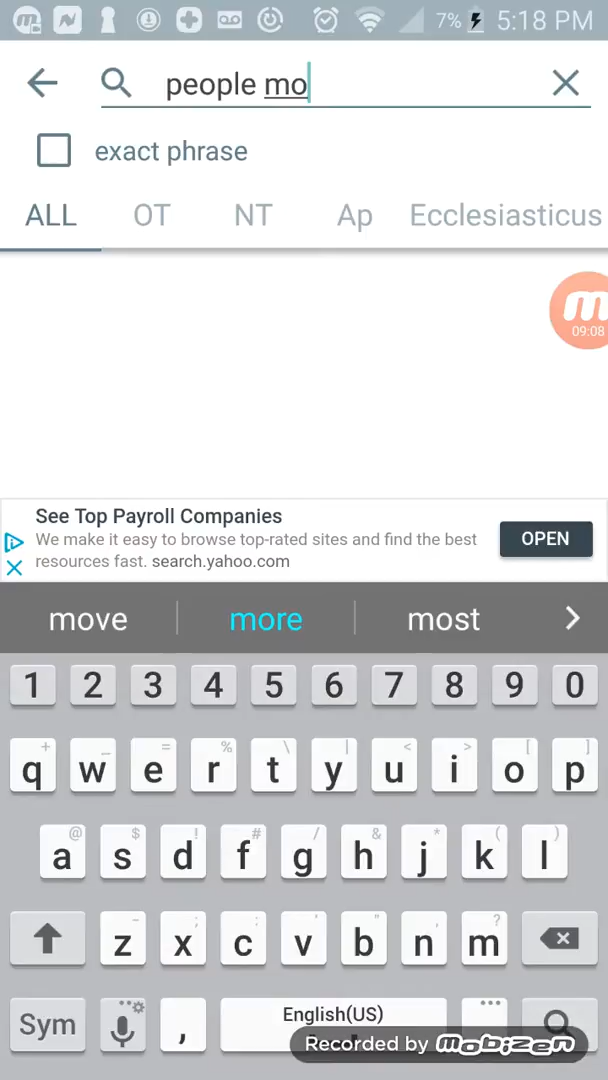 7% 5:18 PM
people mo
exact phrase
ALL OT NT Ap Ecclesiasticus
09:08
See Top Payroll Companies
We make it easy to browse top-rated sites and find the best
resources fast. search.yahoo.com
OPEN
move more most
1 2 3 4 5 6 7 8 9 0
q w e r t y u i o p
a s d f g h j k l
z x c v b n m
Sym , English(US)
Recorded by mobizen